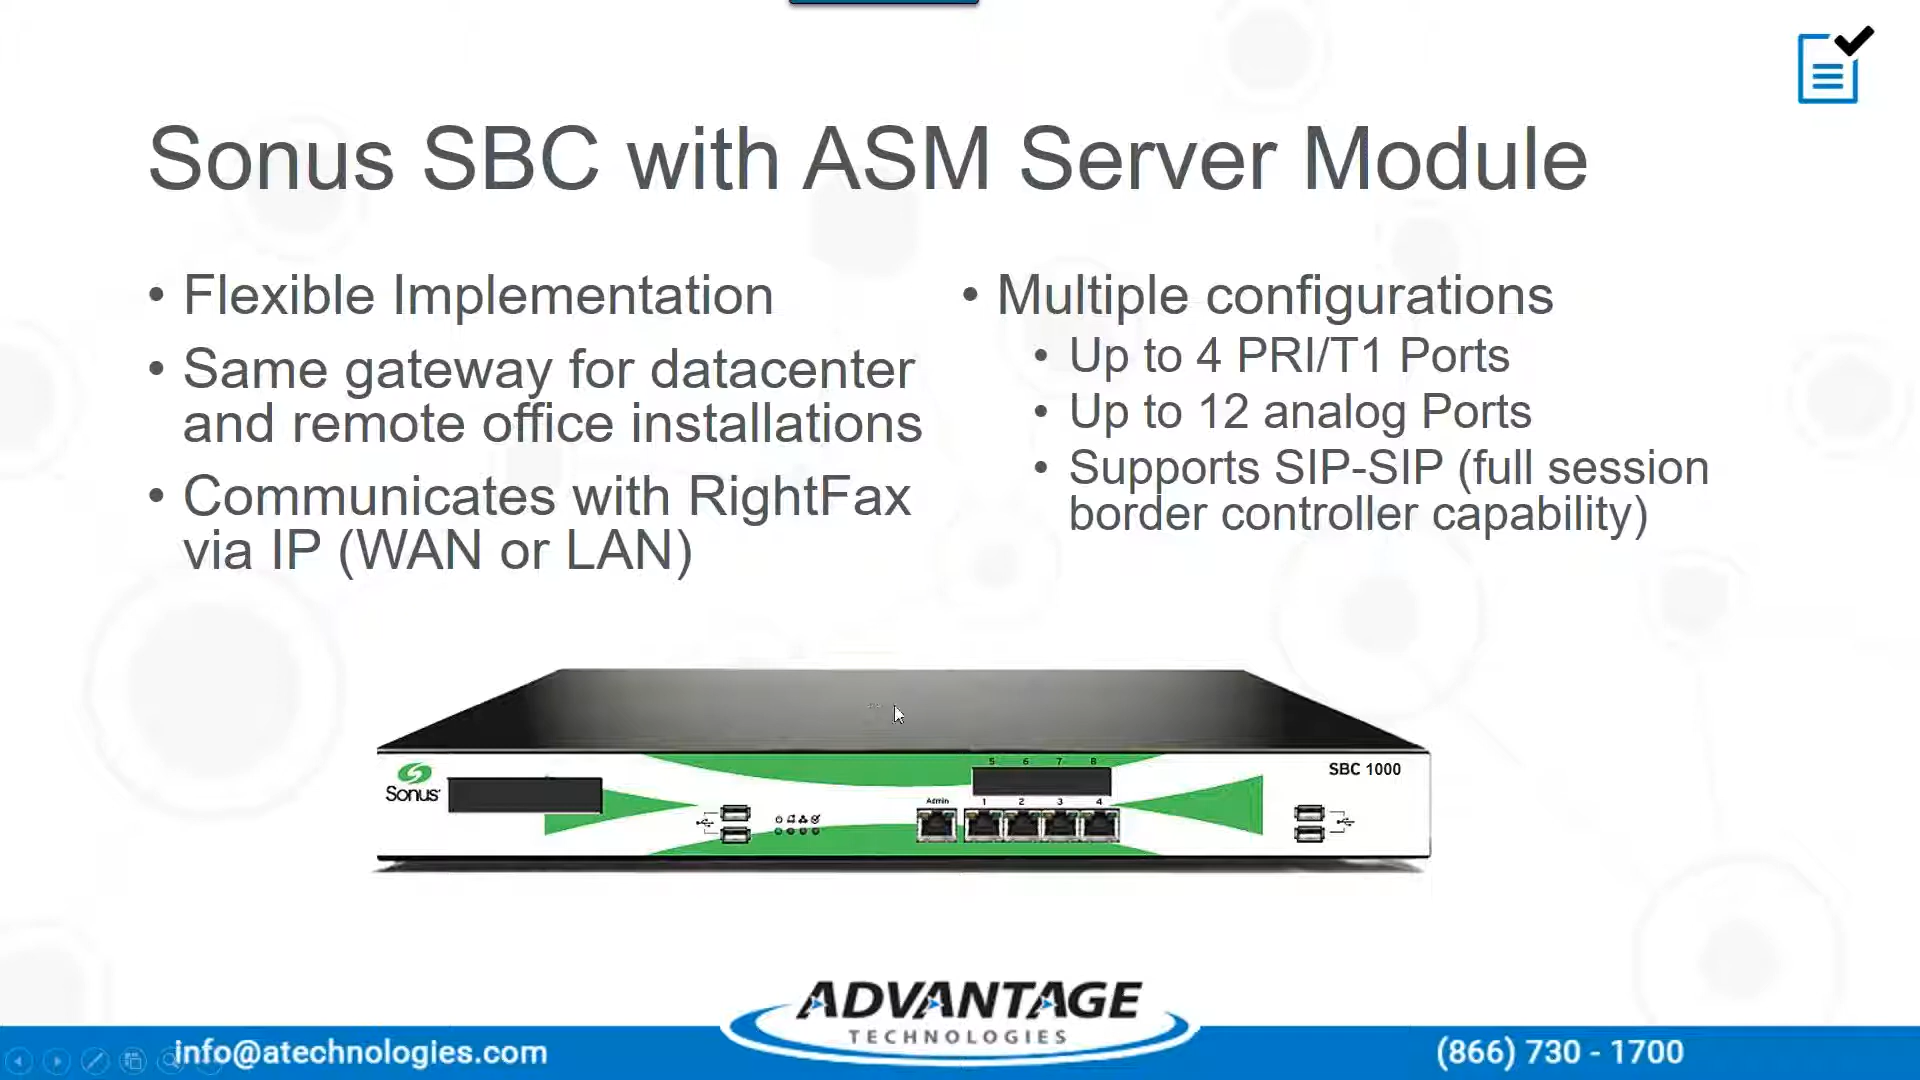 Sonus SBC with ASM Server Module
• Flexible Implementation
• Same gateway for datacenter
and remote office installations
• Communicates with RightFax
via IP (WAN or LAN)
• Multiple configurations
• Up to 4 PRI/T1 Ports
• Up to 12 analog Ports
• Supports SIP-SIP (full session
border controller capability)
Sonus
5 6 7 8
Admin 1 2 3 4
SBC 1000
ADVANTAGE
TECHNOLOGIES
info@atechnologies.com
(866) 730 - 1700